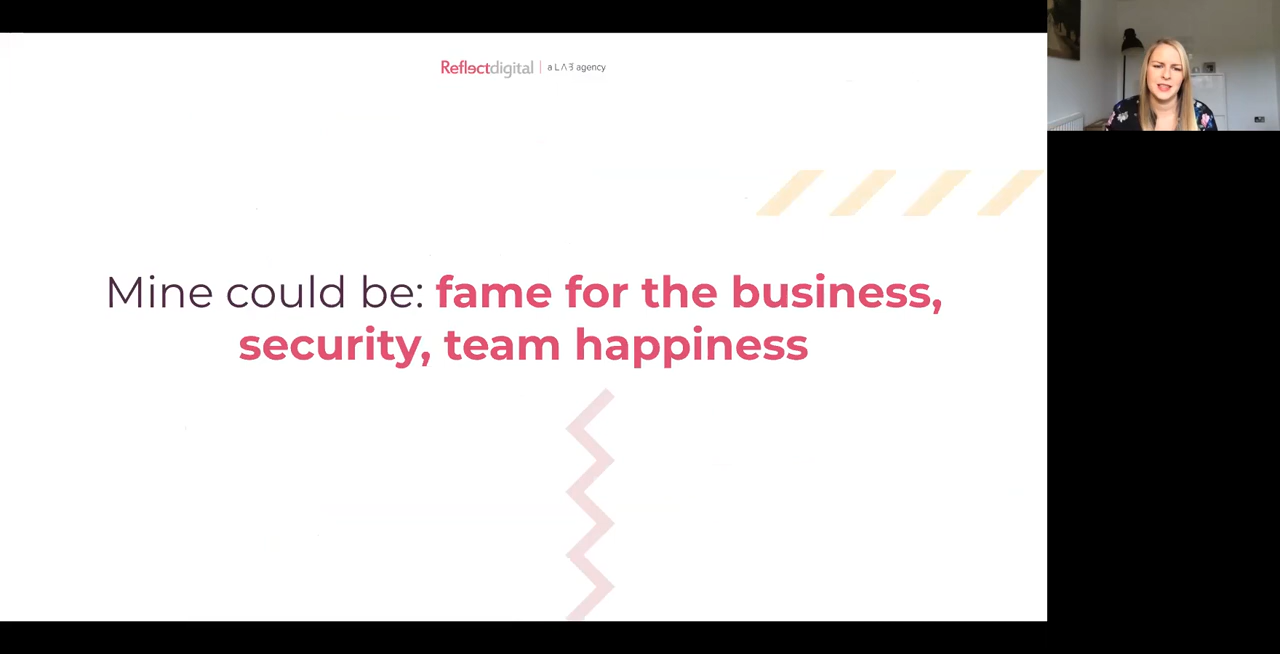 Reflectdigital | a LAB agency
Mine could be: fame for the business,
security, team happiness